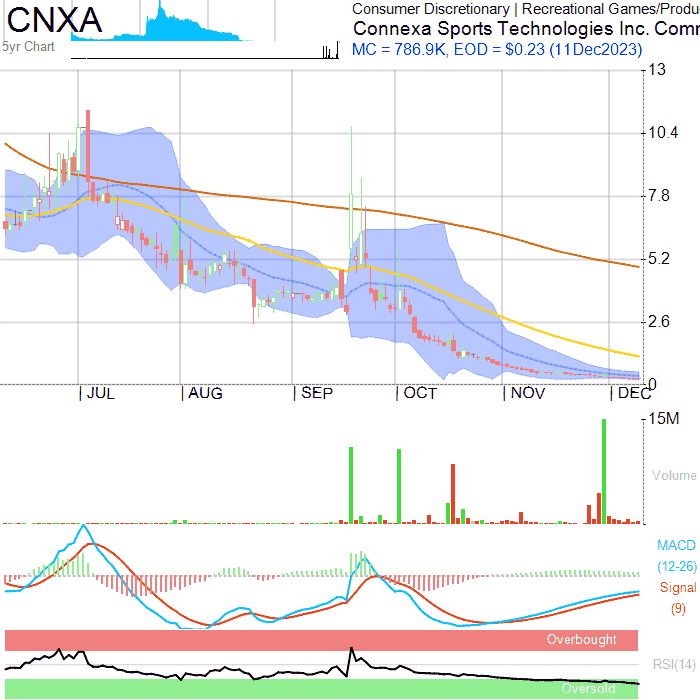 CNXA
5yr Chart
Consumer Discretionary | Recreational Games/Produ
Connexa Sports Technologies Inc. Comr
MC = 786.9K, EOD = $0.23 (11Dec2023)
13
10.4
7.8
5.2
2.6
0
JUL AUG SEP OCT NOV DEC
15M
Volume
MACD
(12-26)
Signal
(9)
Overbought
RSI(14)
Oversold